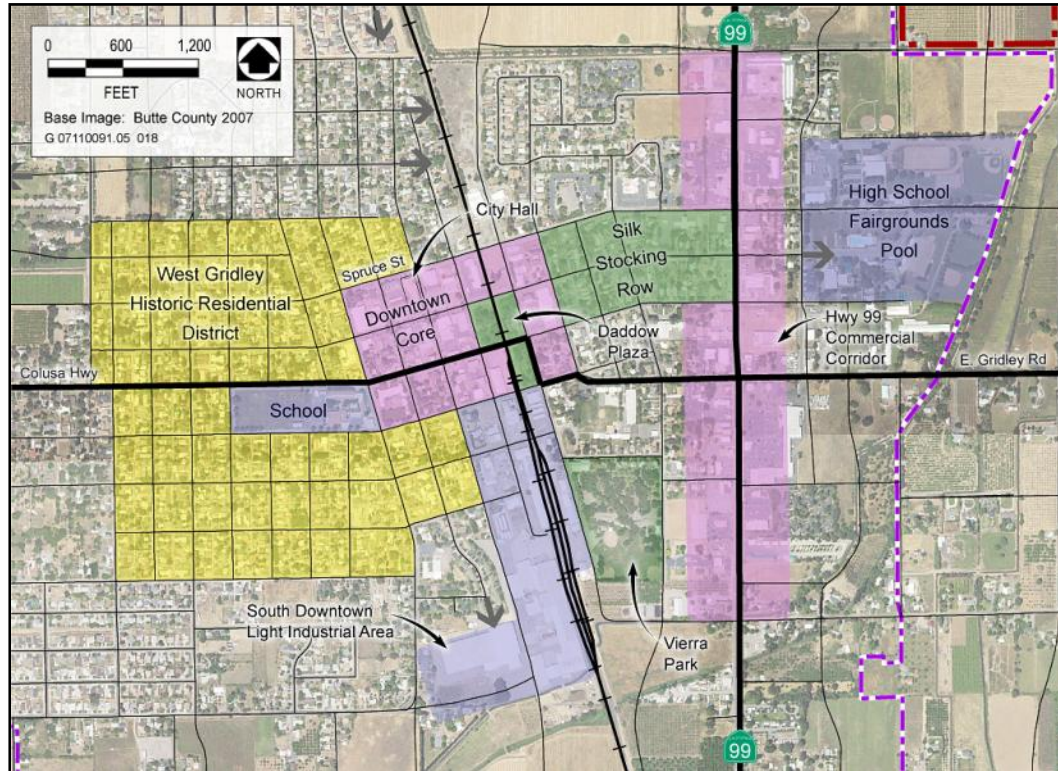 0 600 1,200
FEET
NORTH
Base Image: Butte County 2007
G 07110091.05 018
99
City Hall
High School
Fairgrounds
Pool
Spruce St
Silk
Stocking
Row
West Gridley
Historic Residential
District
Downtown
Core
Daddow
Plaza
Hwy 99
Commercial
Corridor
E. Gridley Rd
Colusa Hwy
School
South Downtown
Light Industrial Area
Vierra
Park
99